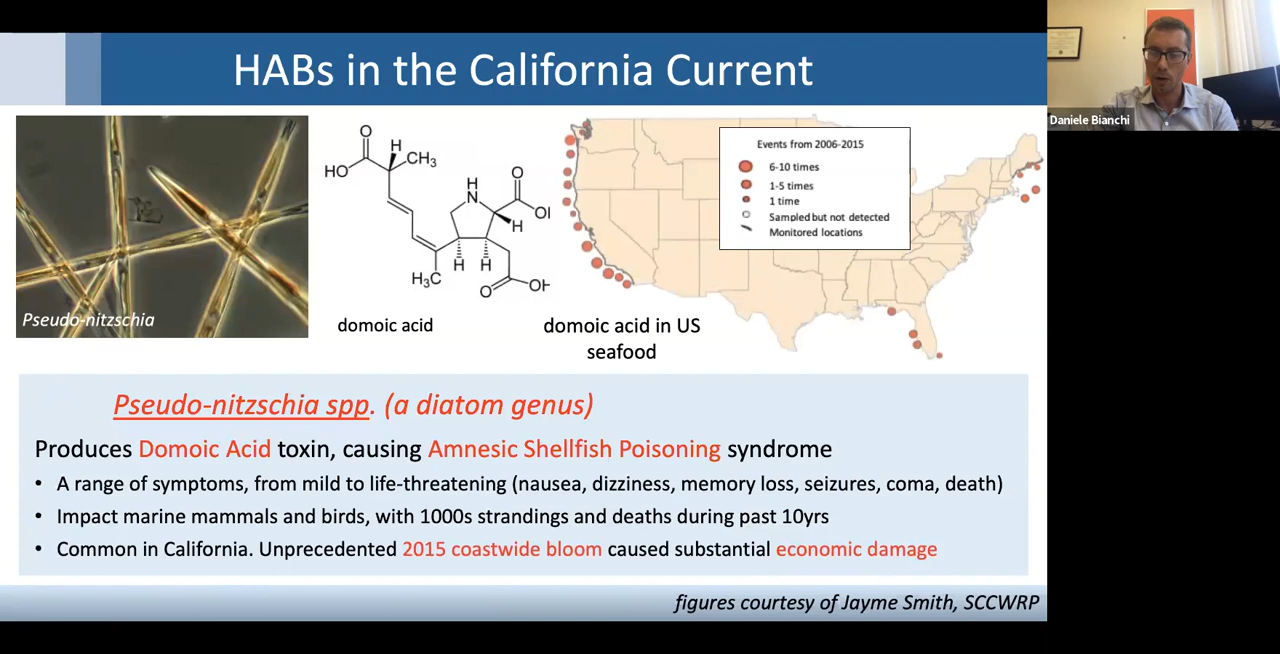 HABs in the California Current
Daniele Bianchi
Pseudo-nitzschia
O
H
HO
CH3
H
N
O
OH
H
H
H
H3C
O
OH
domoic acid
Events from 2006-2015
6-10 times
1-5 times
1 time
Sampled but not detected
Monitored locations
domoic acid in US
seafood
Pseudo-nitzschia spp. (a diatom genus)
Produces Domoic Acid toxin, causing Amnesic Shellfish Poisoning syndrome
• A range of symptoms, from mild to life-threatening (nausea, dizziness, memory loss, seizures, coma, death)
• Impact marine mammals and birds, with 1000s strandings and deaths during past 10yrs
• Common in California. Unprecedented 2015 coastwide bloom caused substantial economic damage
figures courtesy of Jayme Smith, SCCWRP